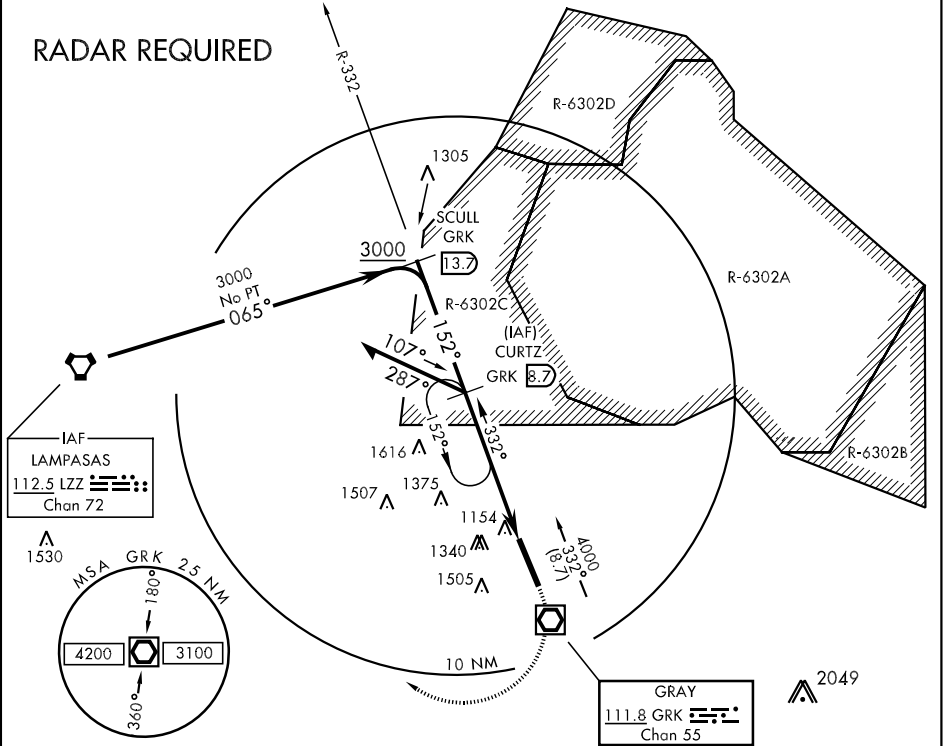 RADAR REQUIRED
R-332
R-6302D
1305
SCULL
GRK
13.7
3000
3000
No PT
065°
R-6302A
R-6302C
152°
(IAF)
CURTZ
GRK 8.7
107°
287°
152°
332°
R-6302B
IAF
LAMPASAS
112.5 LZZ
Chan 72
1616
1375
1507
1154
1340
1505
4000
332°
(8.7)
1530
MSA GRK 25 NM
180°
4200
3100
360°
10 NM
GRAY
111.8 GRK
Chan 55
2049